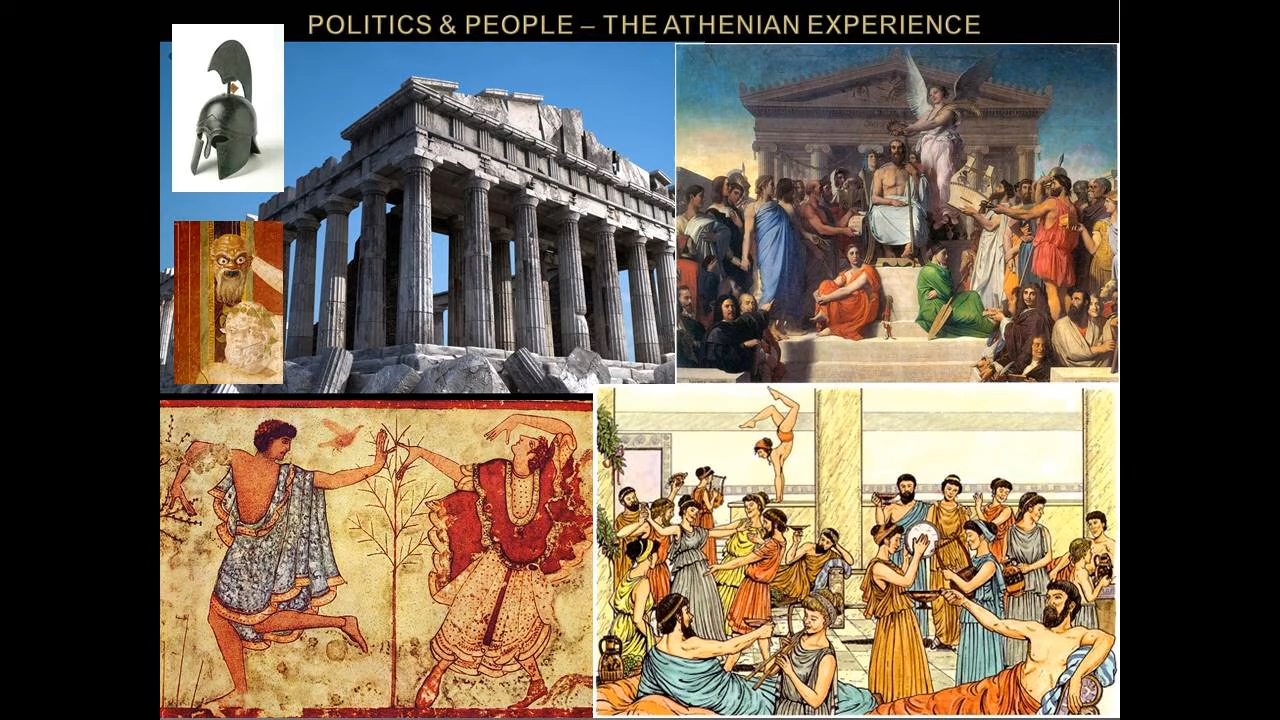 POLITICS & PEOPLE – THE ATHENIAN EXPERIENCE